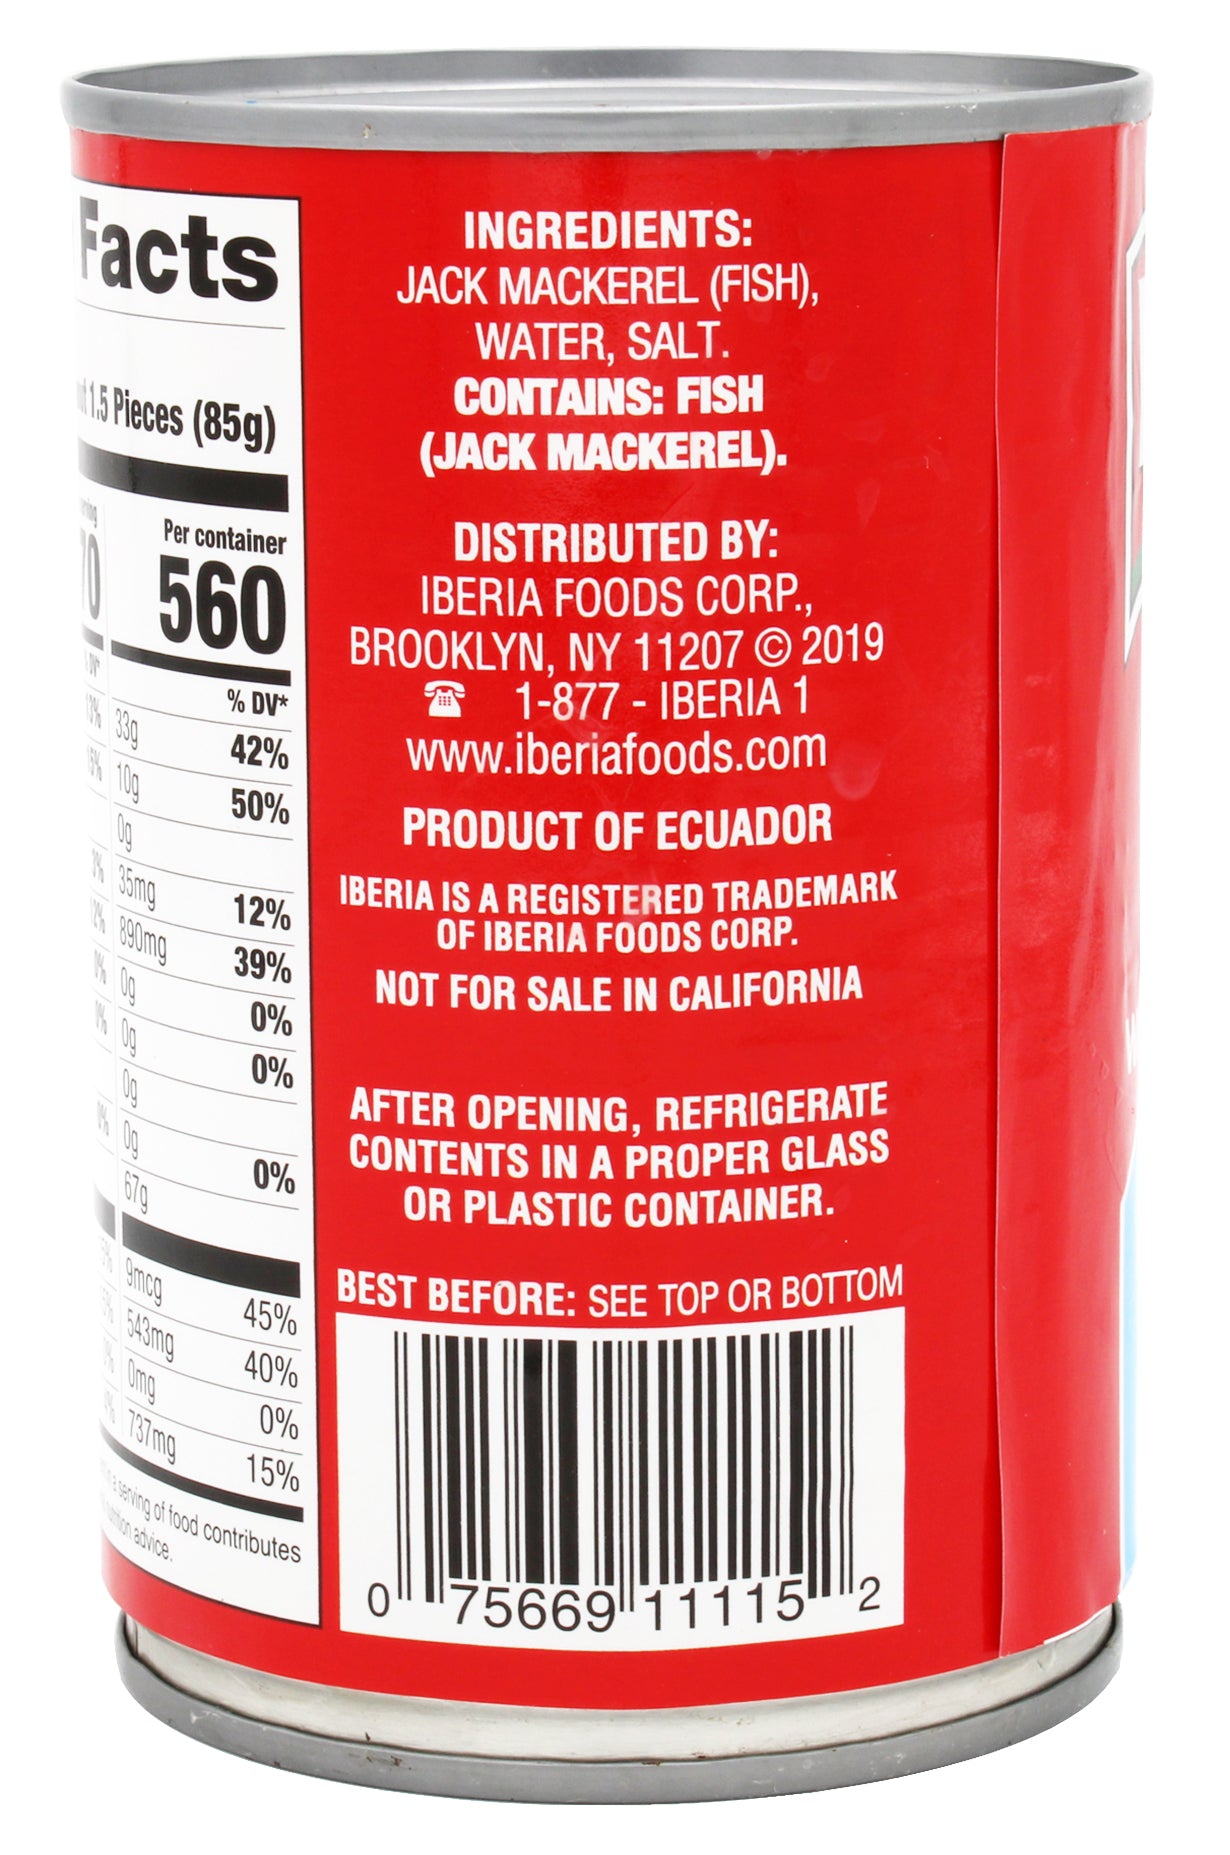 Facts
1.5 Pieces (85g)
Per container
70
560
% DV*
33g 42%
10g 50%
0g
35mg 12%
890mg 39%
0g 0%
0g 0%
0g
0g 0%
67g
9mcg 45%
543mg 40%
0mg 0%
737mg 15%
a serving of food contributes
advice.
INGREDIENTS:
JACK MACKEREL (FISH),
WATER, SALT.
CONTAINS: FISH
(JACK MACKEREL).
DISTRIBUTED BY:
IBERIA FOODS CORP.,
BROOKLYN, NY 11207 © 2019
☎ 1-877 - IBERIA 1
www.iberiafoods.com
PRODUCT OF ECUADOR
IBERIA IS A REGISTERED TRADEMARK
OF IBERIA FOODS CORP.
NOT FOR SALE IN CALIFORNIA
AFTER OPENING, REFRIGERATE
CONTENTS IN A PROPER GLASS
OR PLASTIC CONTAINER.
BEST BEFORE: SEE TOP OR BOTTOM
0 75669 11115 2